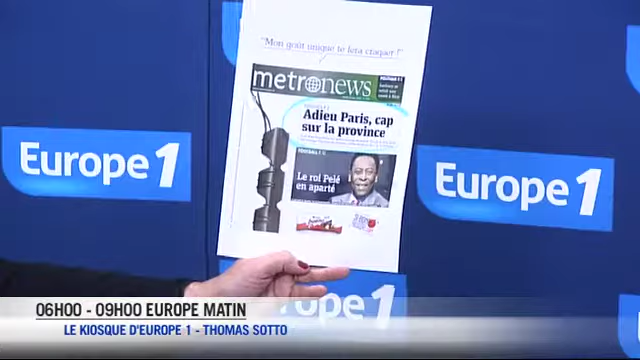 "Mon goût unique te fera craquer !"
metronews
Adieu Paris, cap
sur la province
Le roi Pelé
en aparté
Europe 1
Europe 1
Europe 1
06H00 - 09H00 EUROPE MATIN
LE KIOSQUE D'EUROPE 1 - THOMAS SOTTO